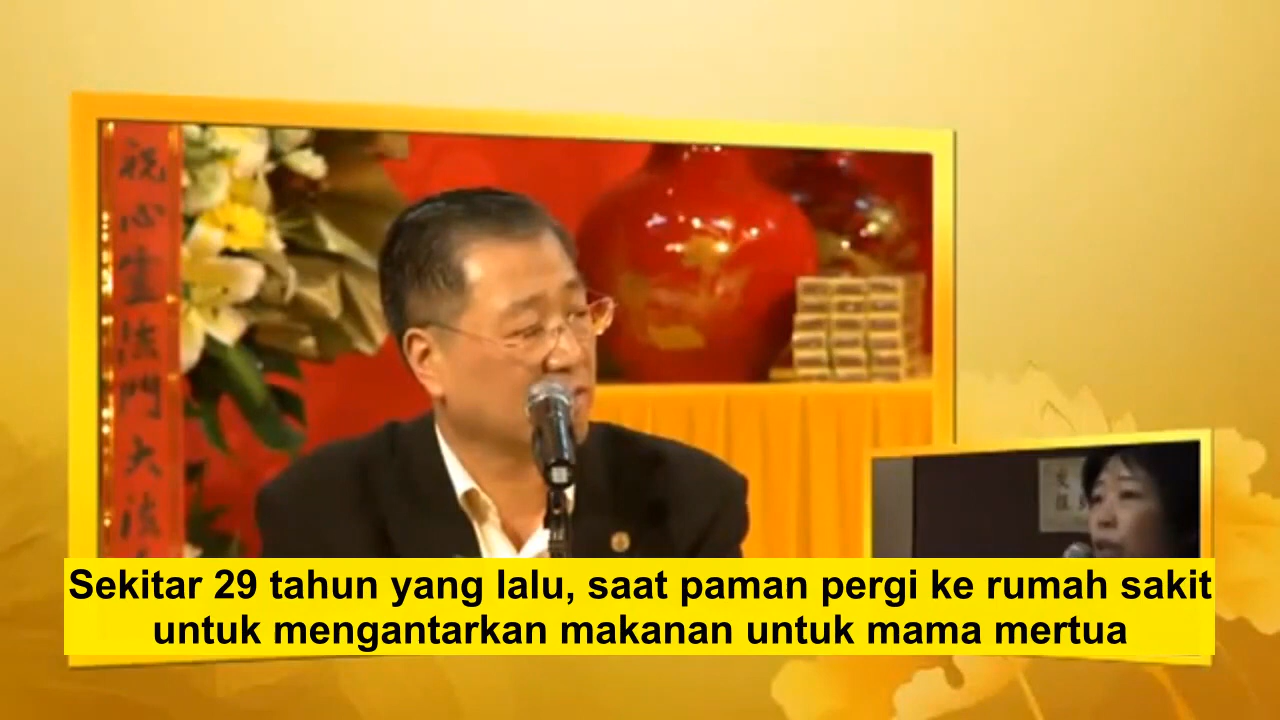 祝心靈法門大法
Sekitar 29 tahun yang lalu, saat paman pergi ke rumah sakit
untuk mengantarkan makanan untuk mama mertua